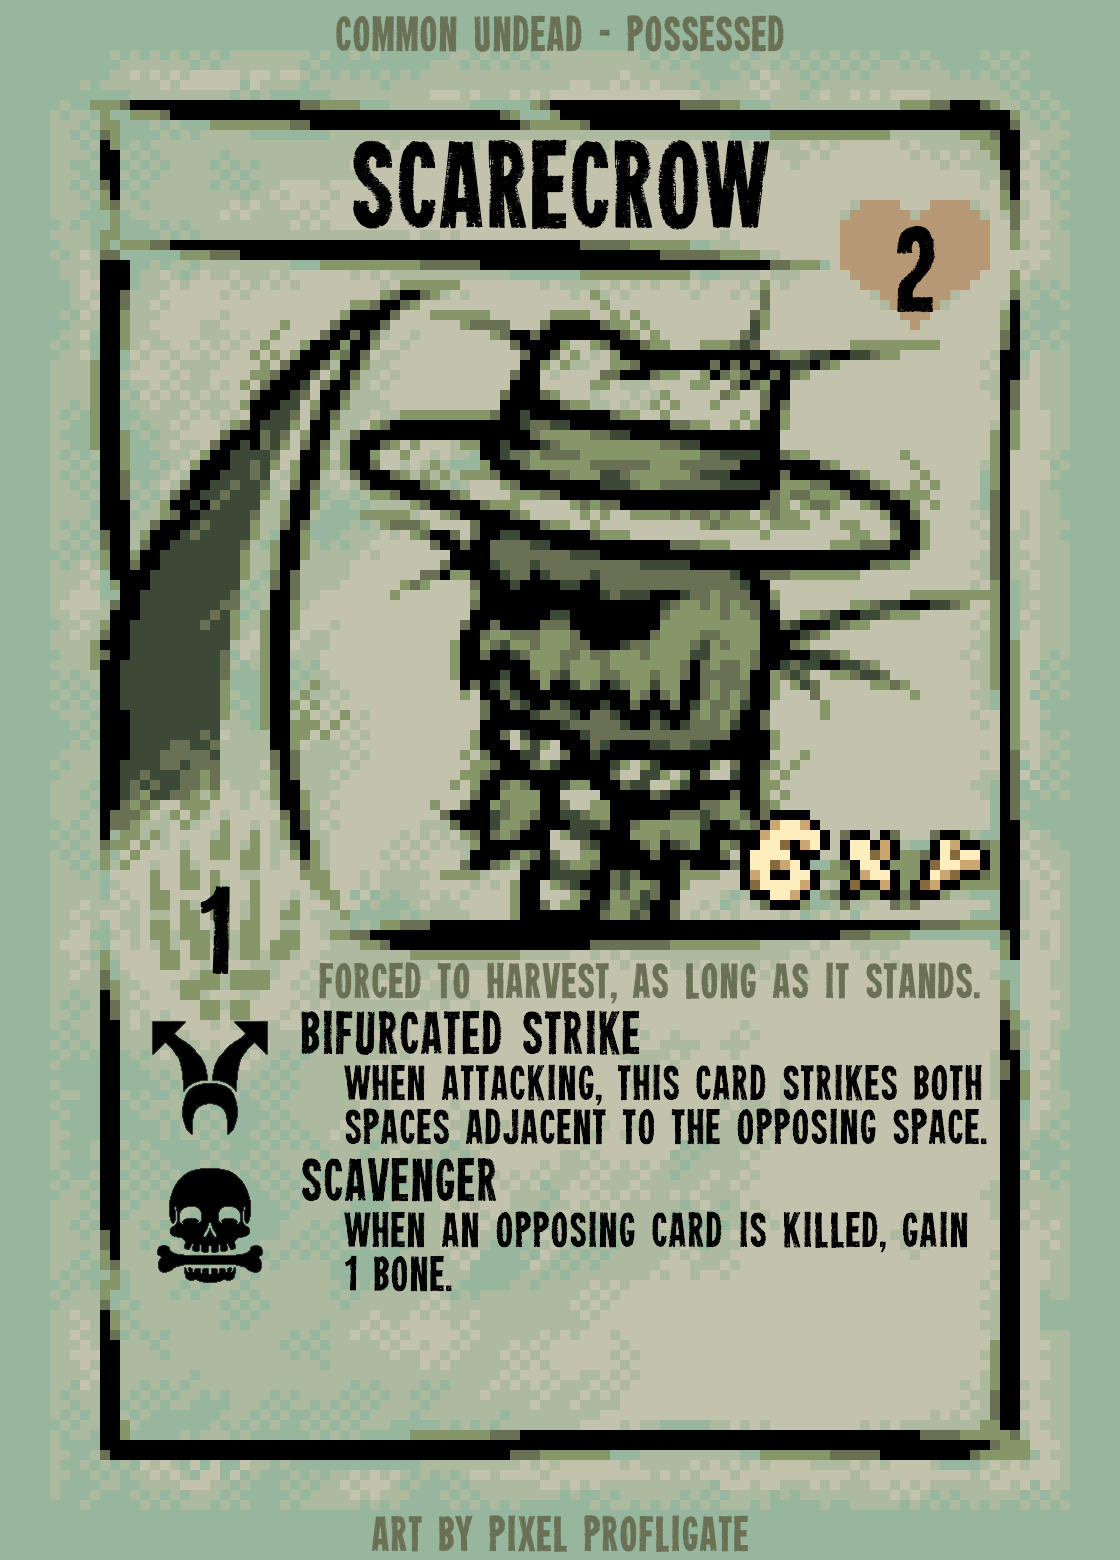 COMMON UNDEAD - POSSESSED
SCARECROW
2
6 X
1
FORCED TO HARVEST, AS LONG AS IT STANDS.
BIFURCATED STRIKE
WHEN ATTACKING, THIS CARD STRIKES BOTH
SPACES ADJACENT TO THE OPPOSING SPACE.
SCAVENGER
WHEN AN OPPOSING CARD IS KILLED, GAIN
1 BONE.
ART BY PIXEL PROFLIGATE